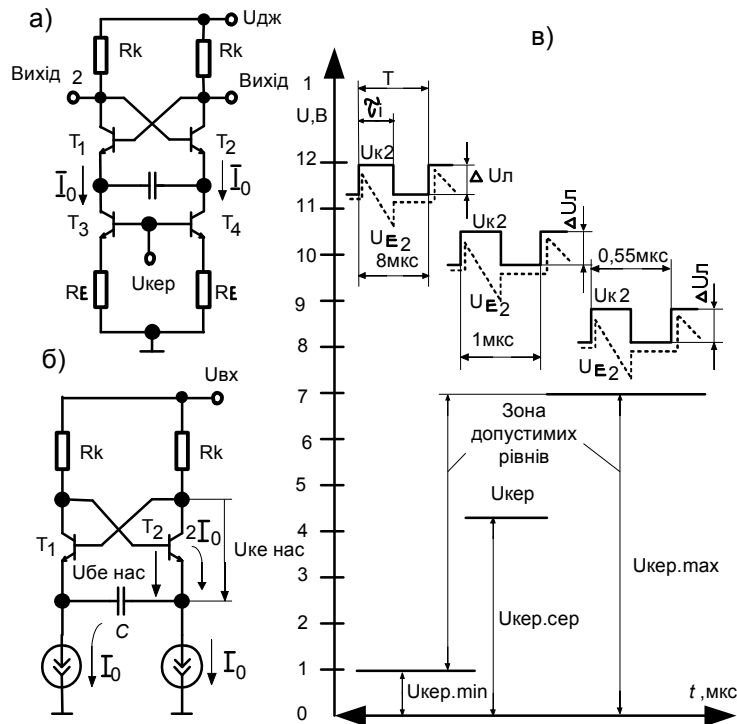 а)
Uдж
Rk
Rk
Вихід
2
Вихід
1
T1
T2
I0
I0
T3
T4
Uкер
RE
RE
б)
Uвх
Rk
Rk
T1
T2
2I0
Uбе нас
Uке нас
C
I0
I0
в)
U,В
T
12
11
10
9
8
7
6
5
4
3
2
1
0
Uк2
Δ Uл
UE2
8мкс
Uк2
ΔUл
UE2
1мкс
0,55мкс
Uк2
ΔUл
UE2
Зона
допустимих
рівнів
Uкер
Uкер.max
Uкер.сер
Uкер.min
t ,мкс